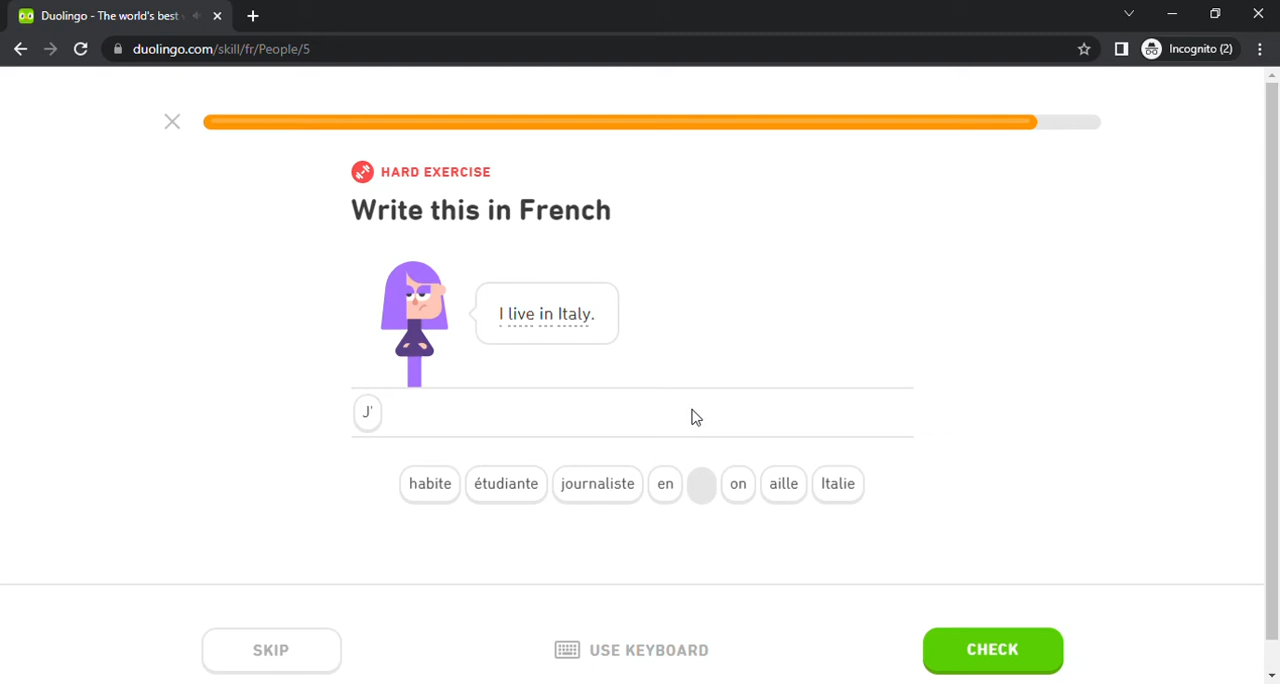 Duolingo - The world's best
duolingo.com/skill/fr/People/5
Incognito (2)
HARD EXERCISE
Write this in French
I live in Italy.
J'
habite étudiante journaliste en on aille Italie
SKIP
USE KEYBOARD
CHECK